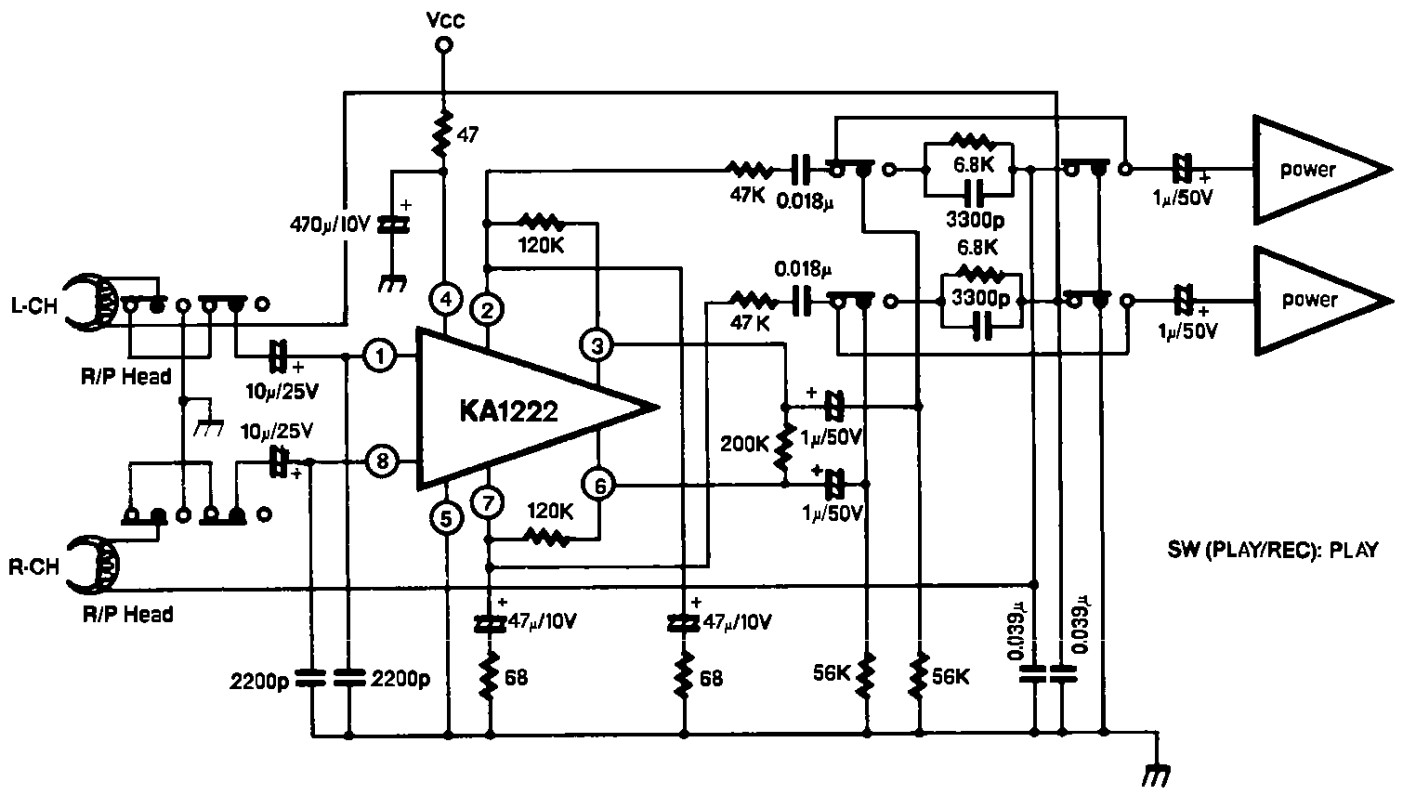 Vcc
47
470μ/10V
+
4
2
120K
3
47K
0.018μ
6.8K
3300p
1μ/50V
+
power
L-CH
R/P Head
10μ/25V
+
1
KA1222
0.018μ
47K
6.8K
3300p
1μ/50V
+
power
10μ/25V
+
8
5
7
120K
6
200K
+
1μ/50V
+
1μ/50V
SW (PLAY/REC): PLAY
R-CH
R/P Head
2200p
2200p
+
47μ/10V
68
+
47μ/10V
68
56K
56K
0.039μ
0.039μ